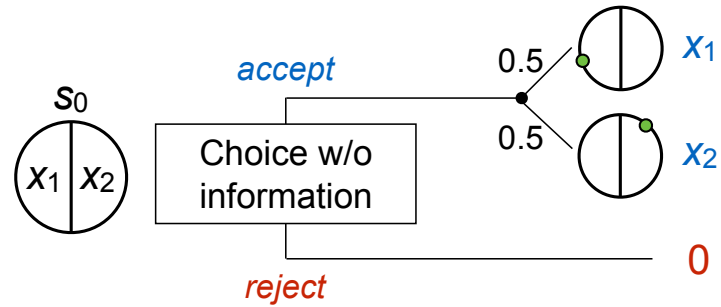 accept
0.5
x1
s0
x1 x2
Choice w/o
information
0.5
x2
reject
0